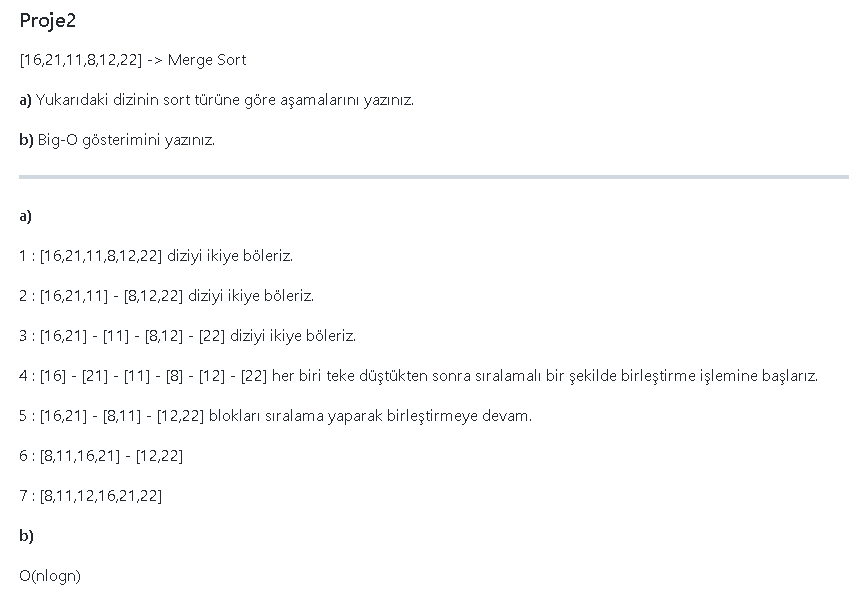 Proje2
[16,21,11,8,12,22] -> Merge Sort
a) Yukarıdaki dizinin sort türüne göre aşamalarını yazınız.
b) Big-O gösterimini yazınız.
a)
1 : [16,21,11,8,12,22] diziyi ikiye böleriz.
2 : [16,21,11] - [8,12,22] diziyi ikiye böleriz.
3 : [16,21] - [11] - [8,12] - [22] diziyi ikiye böleriz.
4 : [16] - [21] - [11] - [8] - [12] - [22] her biri teke düştükten sonra sıralamalı bir şekilde birleştirme işlemine başlarız.
5 : [16,21] - [8,11] - [12,22] blokları sıralama yaparak birleştirmeye devam.
6 : [8,11,16,21] - [12,22]
7 : [8,11,12,16,21,22]
b)
O(nlogn)